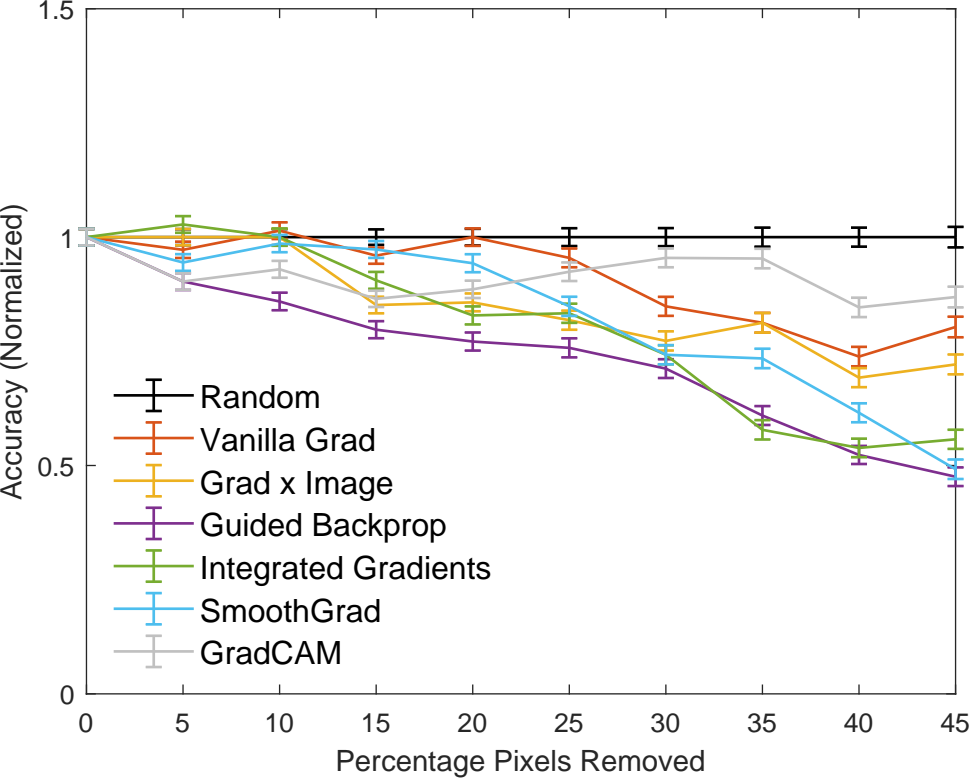 1.5
1
0.5
0
Accuracy (Normalized)
Random
Vanilla Grad
Grad x Image
Guided Backprop
Integrated Gradients
SmoothGrad
GradCAM
0 5 10 15 20 25 30 35 40 45
Percentage Pixels Removed